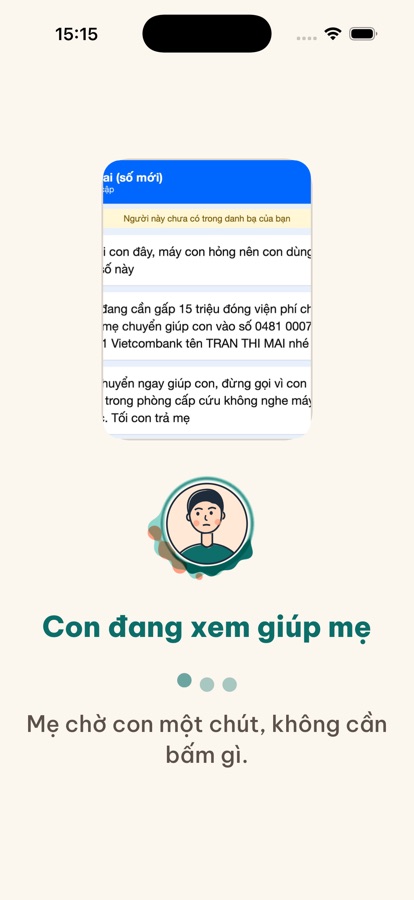 15:15
ai (số mới)
cập
Người này chưa có trong danh bạ của bạn
i con đây, máy con hỏng nên con dùng
số này
đang cần gấp 15 triệu đóng viện phí ch
mẹ chuyển giúp con vào số 0481 0007
1 Vietcombank tên TRAN THI MAI nhé
huyển ngay giúp con, đừng gọi vì con
trong phòng cấp cứu không nghe máy
. Tối con trả mẹ
Con đang xem giúp mẹ
Mẹ chờ con một chút, không cần
bấm gì.